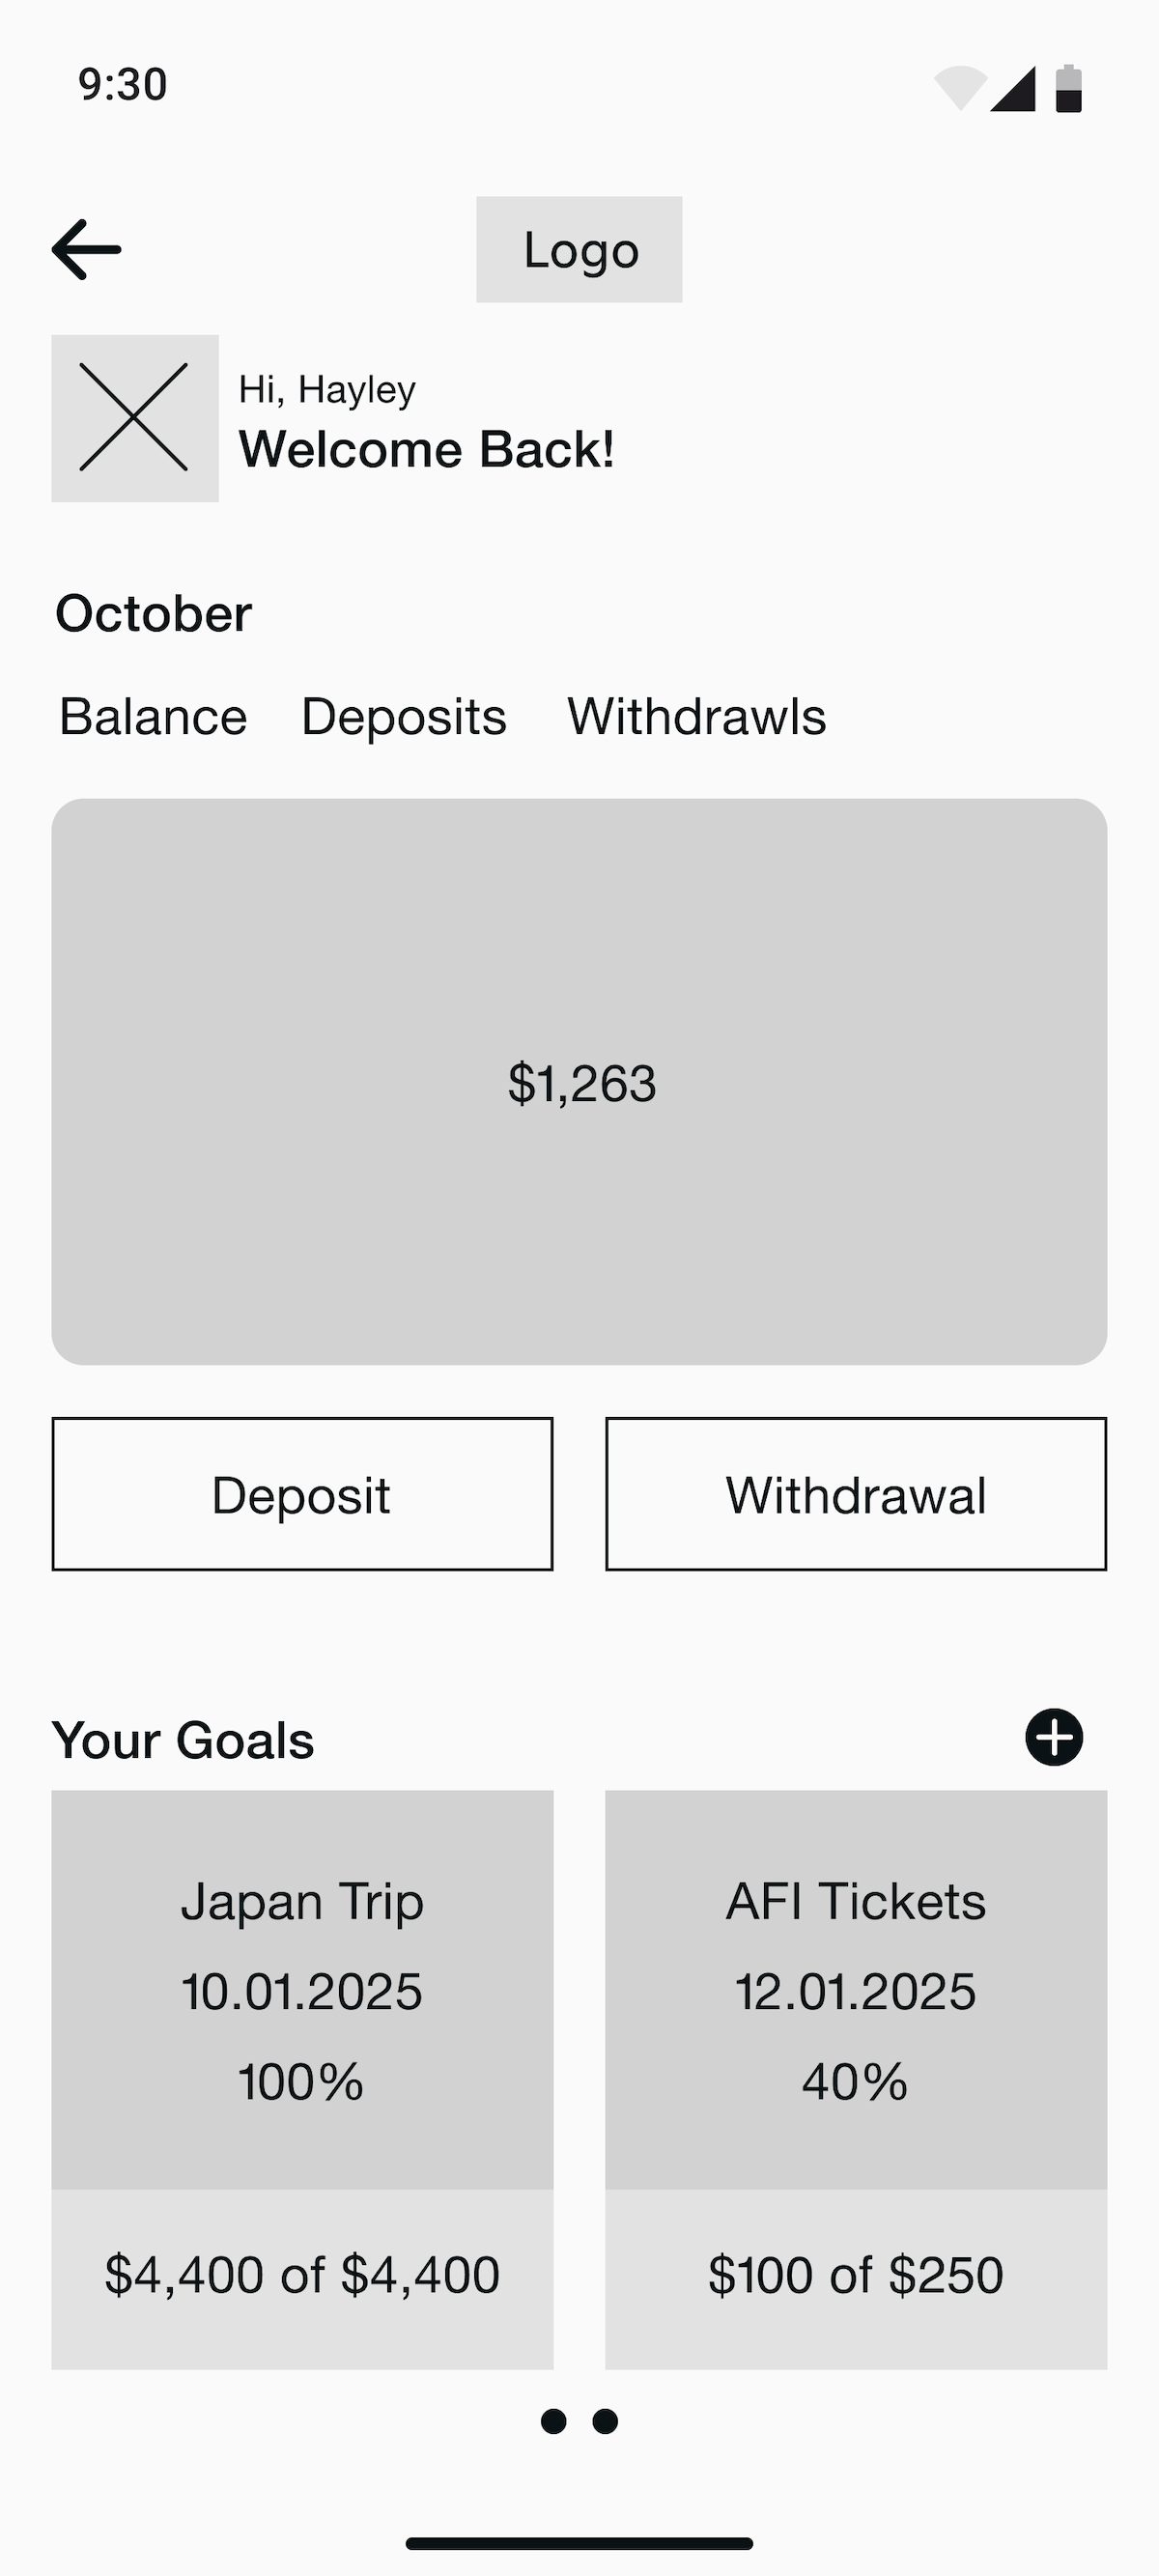 9:30
Logo
Hi, Hayley
Welcome Back!
October
Balance Deposits Withdrawls
$1,263
Deposit Withdrawal
Your Goals
Japan Trip
10.01.2025
100%
$4,400 of $4,400
AFI Tickets
12.01.2025
40%
$100 of $250